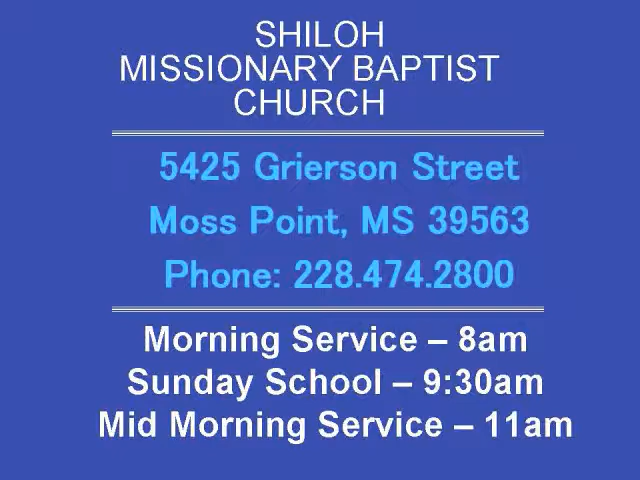 SHILOH
MISSIONARY BAPTIST
CHURCH
5425 Grierson Street
Moss Point, MS 39563
Phone: 228.474.2800
Morning Service – 8am
Sunday School – 9:30am
Mid Morning Service – 11am